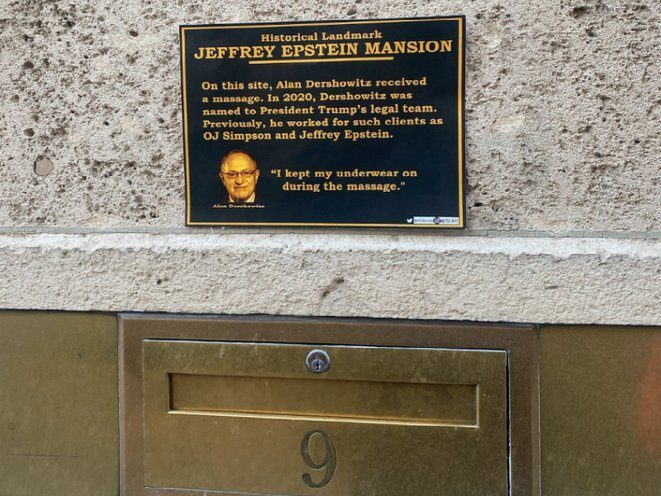 Historical Landmark
JEFFREY EPSTEIN MANSION
On this site, Alan Dershowitz received
a massage. In 2020, Dershowitz was
named to President Trump's legal team.
Previously, he worked for such clients as
OJ Simpson and Jeffrey Epstein.
"I kept my underwear on
during the massage."
Alan Dershowitz
9